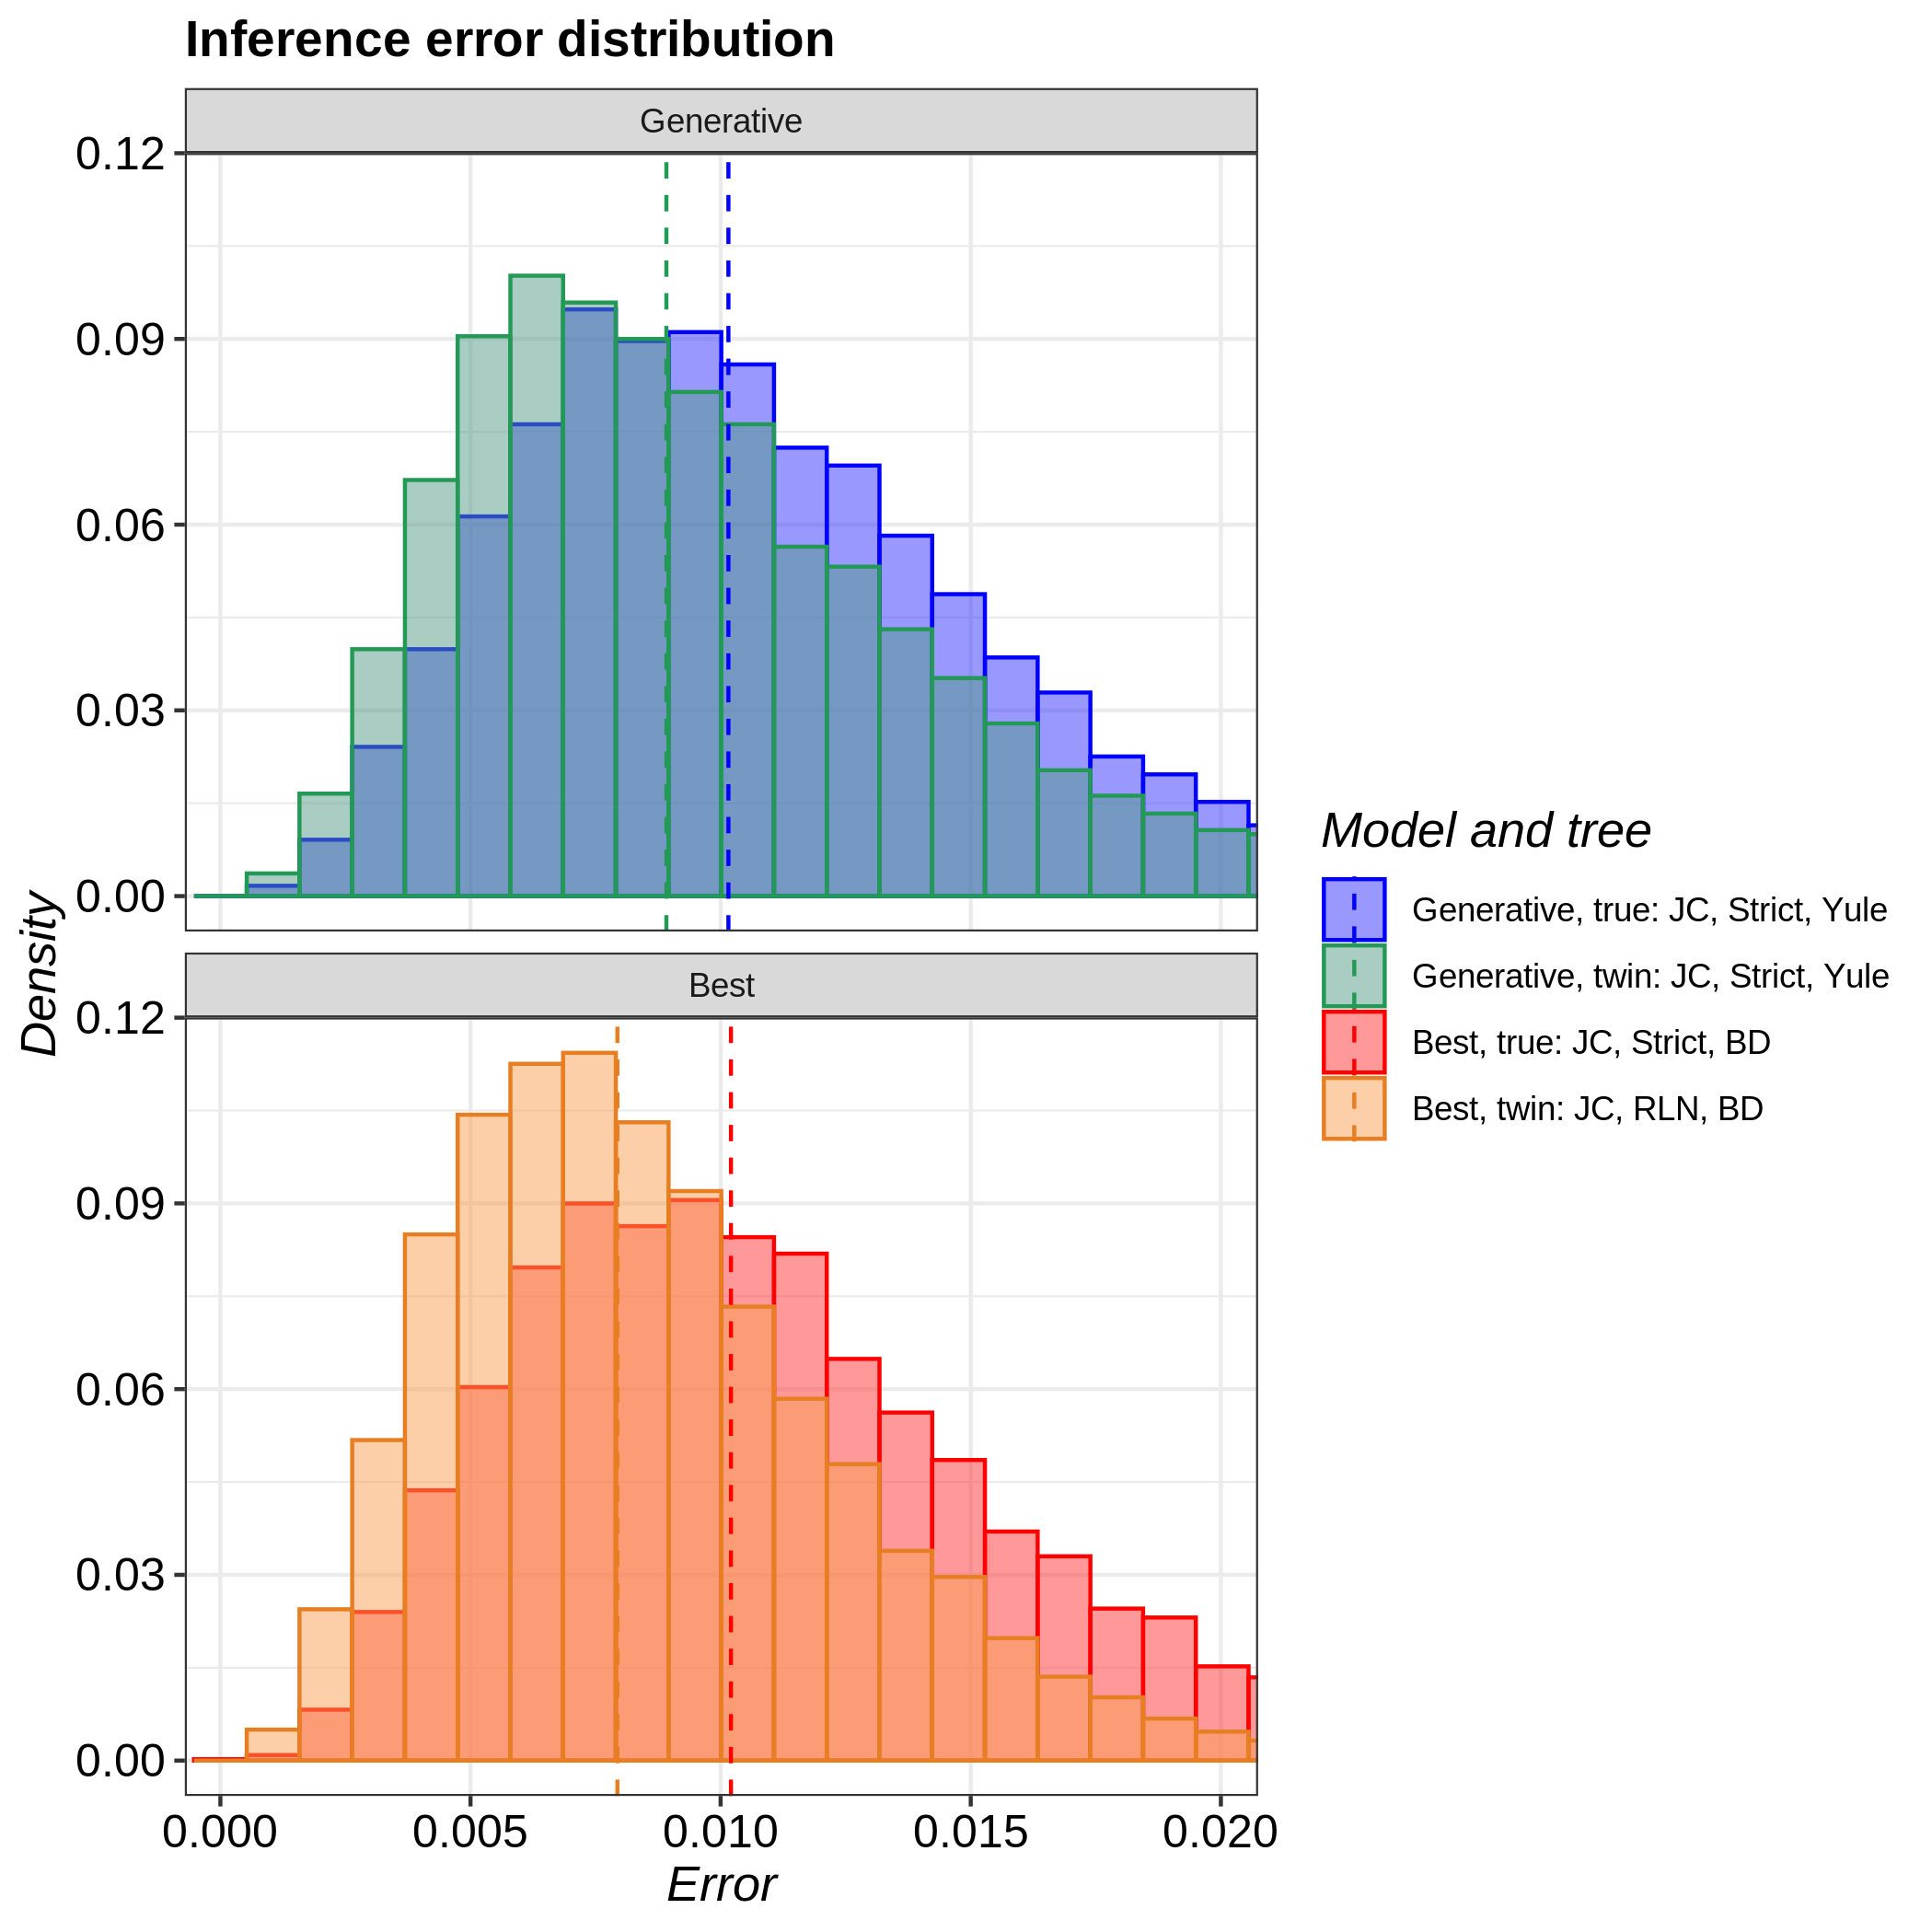 Inference error distribution
Generative
0.12
0.09
0.06
0.03
0.00
Best
0.12
0.09
0.06
0.03
0.00
0.000 0.005 0.010 0.015 0.020
Error
Density
Model and tree
Generative, true: JC, Strict, Yule
Generative, twin: JC, Strict, Yule
Best, true: JC, Strict, BD
Best, twin: JC, RLN, BD